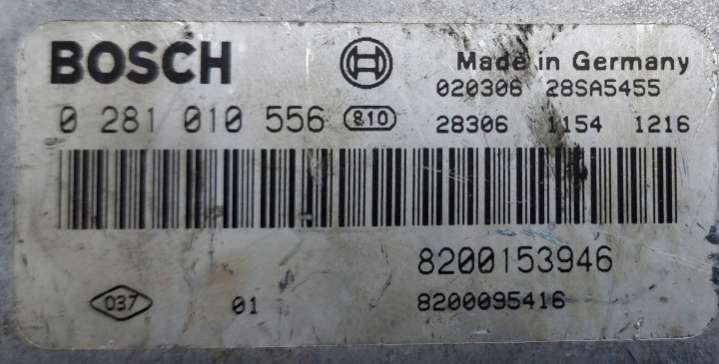 BOSCH
Made in Germany
020306 28SA5455
0 281 010 556 810
28306 1154 1216
8200153946
037 01 8200095416